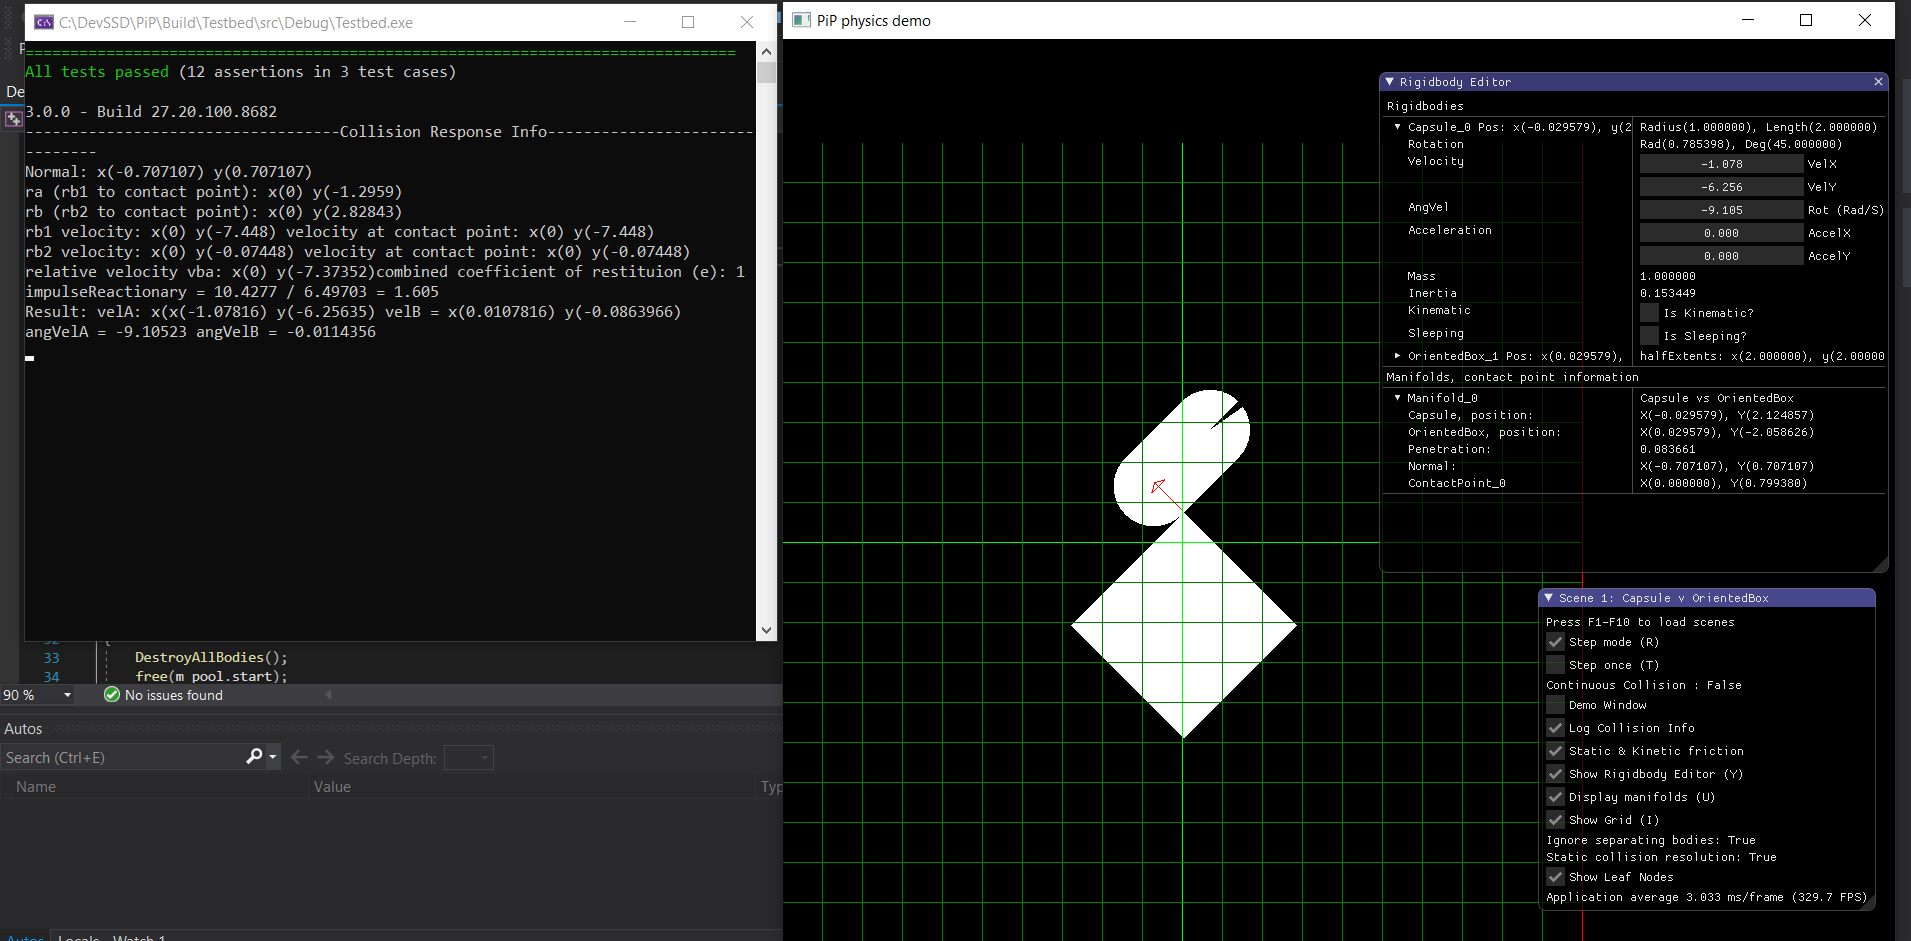 C:\DevSSD\PiP\Build\Testbed\src\Debug\Testbed.exe
All tests passed (12 assertions in 3 test cases)
3.0.0 - Build 27.20.100.8682
-----------------------------------Collision Response Info-----------------------
--------
Normal: x(-0.707107) y(0.707107)
ra (rb1 to contact point): x(0) y(-1.2959)
rb (rb2 to contact point): x(0) y(2.82843)
rb1 velocity: x(0) y(-7.448) velocity at contact point: x(0) y(-7.448)
rb2 velocity: x(0) y(-0.07448) velocity at contact point: x(0) y(-0.07448)
relative velocity vba: x(0) y(-7.37352)combined coefficient of restituion (e): 1
impulseReactionary = 10.4277 / 6.49703 = 1.605
Result: velA: x(x(-1.07816) y(-6.25635) velB = x(0.0107816) y(-0.0863966)
angVelA = -9.10523 angVelB = -0.0114356
De
33 DestroyAllBodies();
34 free(m_pool.start);
90 %
No issues found
Autos
Search (Ctrl+E)
Search Depth:
Name Value Typ
Autos Locals Watch 1
PiP physics demo
Rigidbody Editor
Rigidbodies
Capsule_0 Pos: x(-0.029579), y(2 Radius(1.000000), Length(2.000000)
Rotation Rad(0.785398), Deg(45.000000)
Velocity -1.078 VelX
-6.256 VelY
AngVel -9.105 Rot (Rad/S)
Acceleration 0.000 AccelX
0.000 AccelY
Mass 1.000000
Inertia 0.153449
Kinematic Is Kinematic?
Sleeping Is Sleeping?
OrientedBox_1 Pos: x(0.029579), halfExtents: x(2.000000), y(2.00000
Manifolds, contact point information
Manifold_0 Capsule vs OrientedBox
Capsule, position: X(-0.029579), Y(2.124857)
OrientedBox, position: X(0.029579), Y(-2.058626)
Penetration: 0.083661
Normal: X(-0.707107), Y(0.707107)
ContactPoint_0 X(0.000000), Y(0.799380)
Scene 1: Capsule v OrientedBox
Press F1-F10 to load scenes
Step mode (R)
Step once (T)
Continuous Collision : False
Demo Window
Log Collision Info
Static & Kinetic friction
Show Rigidbody Editor (Y)
Display manifolds (U)
Show Grid (I)
Ignore separating bodies: True
Static collision resolution: True
Show Leaf Nodes
Application average 3.033 ms/frame (329.7 FPS)